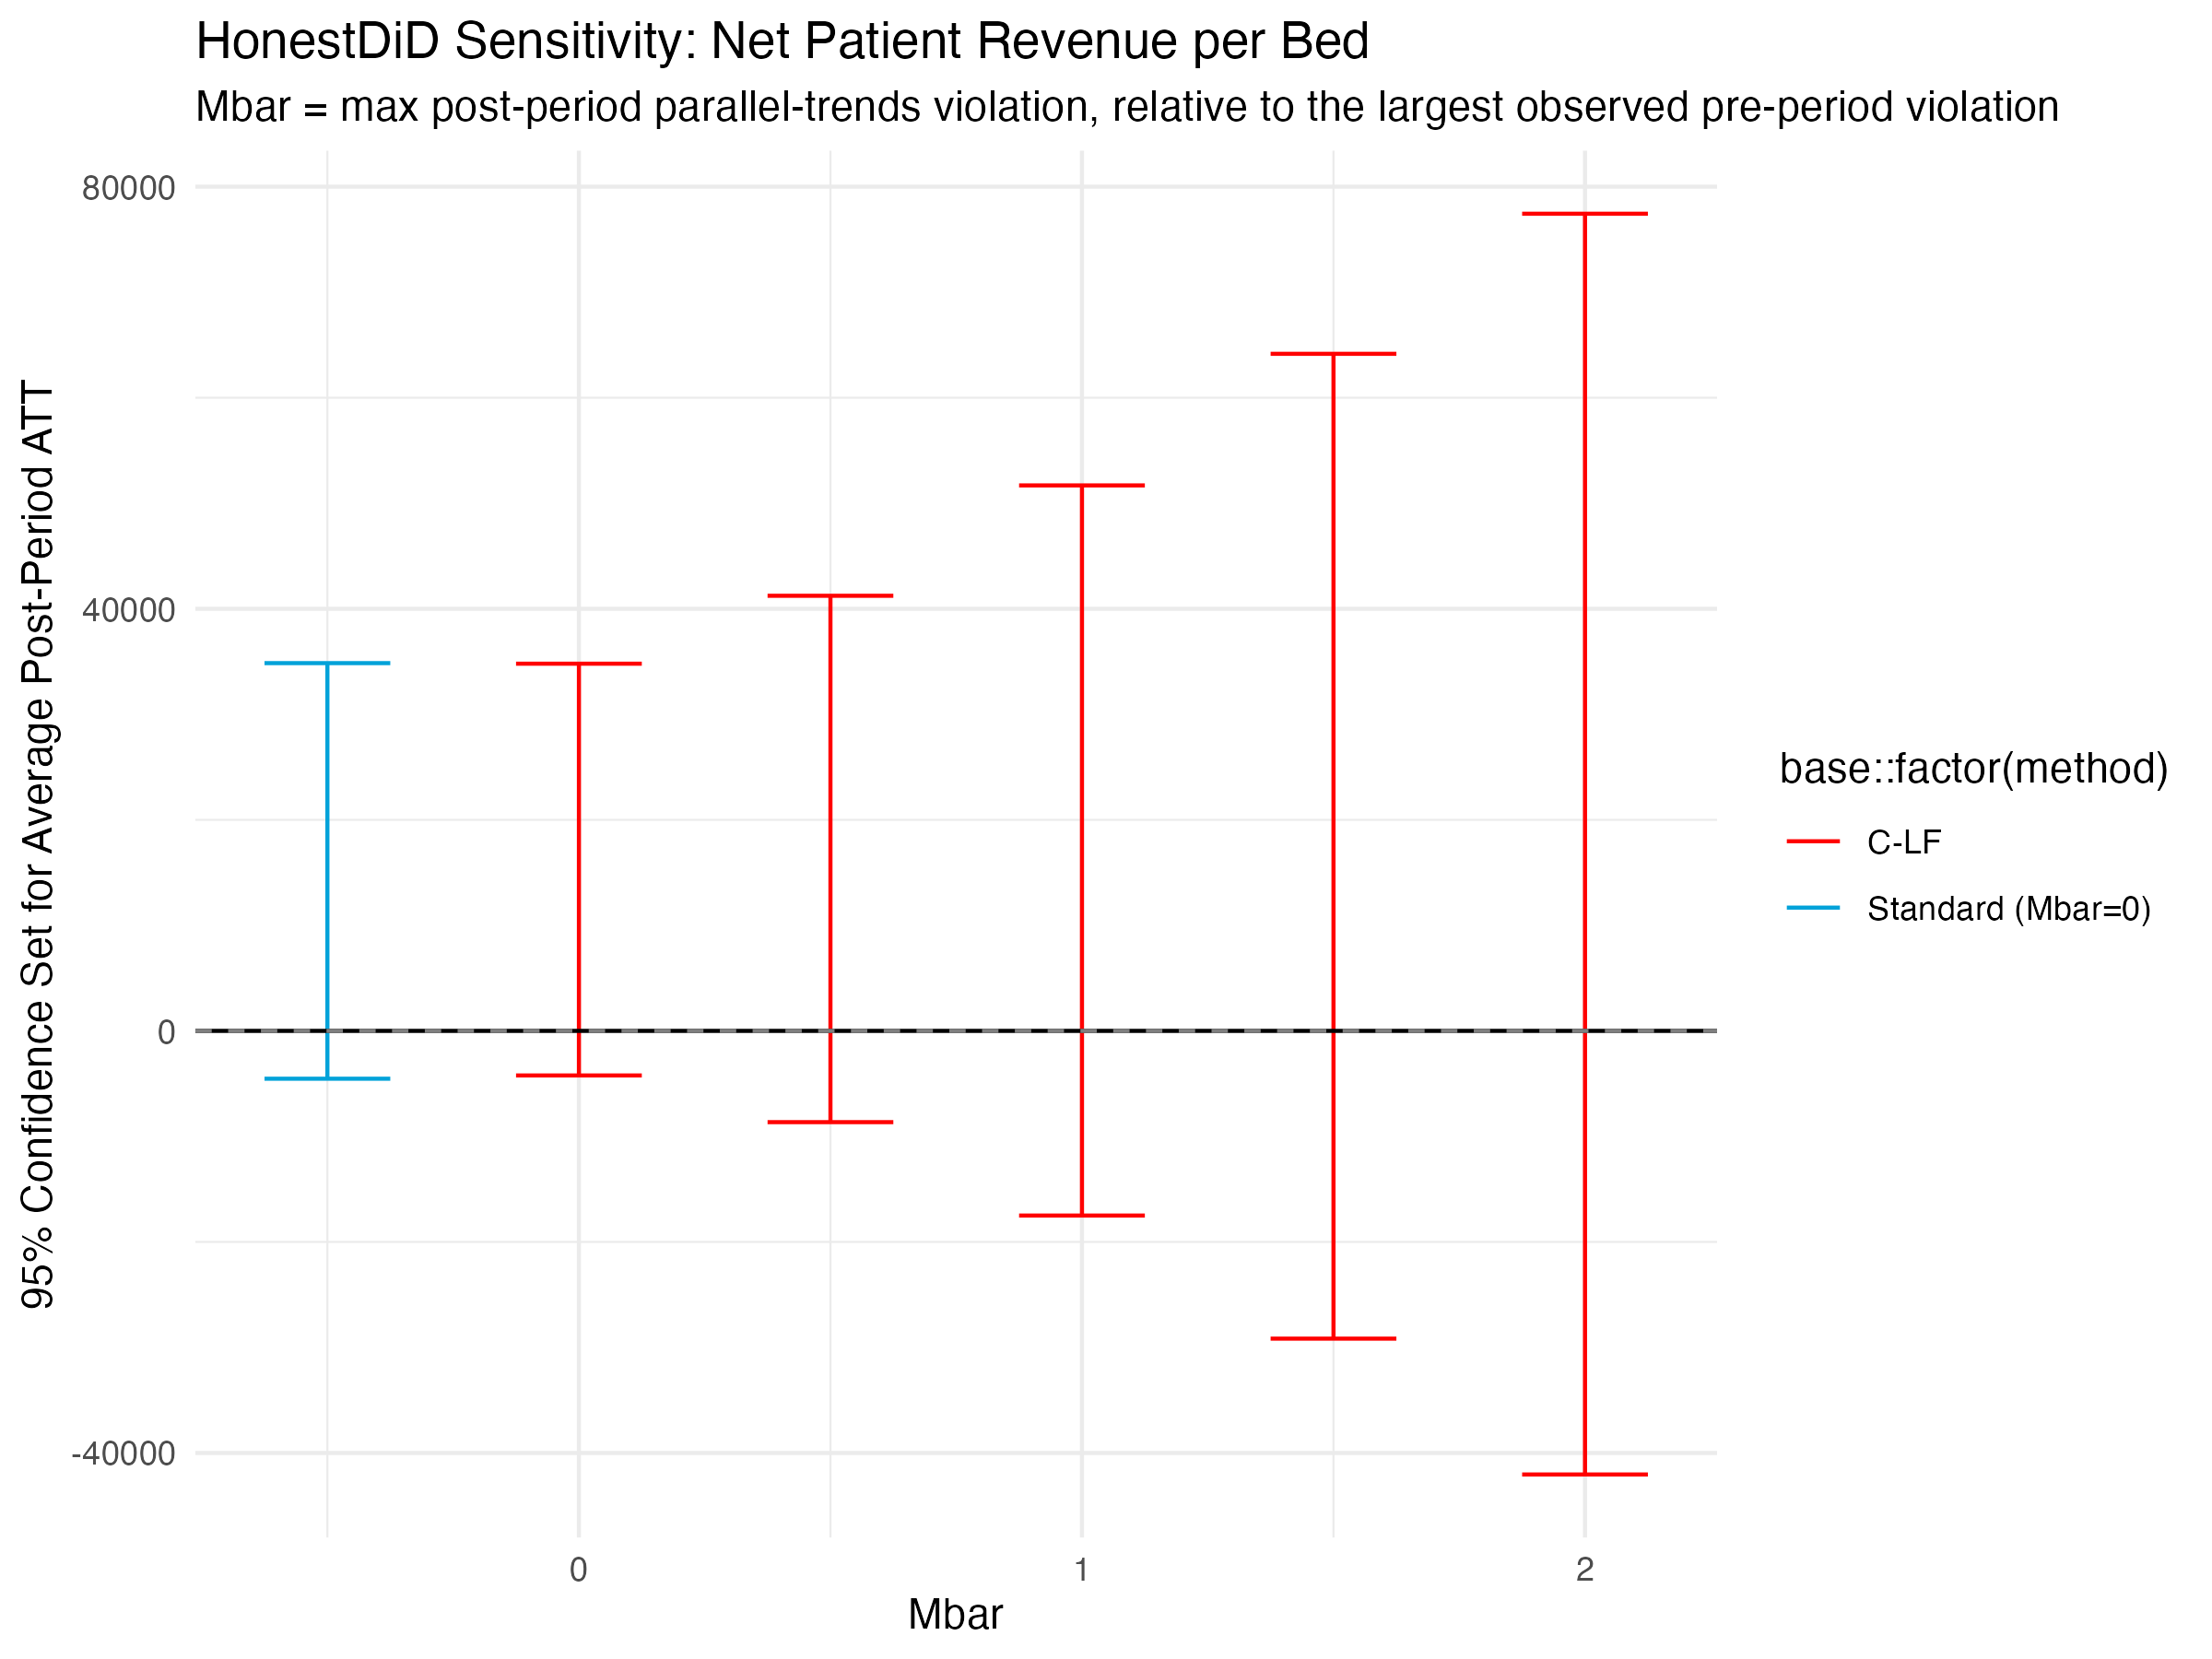 HonestDiD Sensitivity: Net Patient Revenue per Bed
Mbar = max post-period parallel-trends violation, relative to the largest observed pre-period violation
95% Confidence Set for Average Post-Period ATT
80000
40000
0
-40000
0
1
2
Mbar
base::factor(method)
C-LF
Standard (Mbar=0)